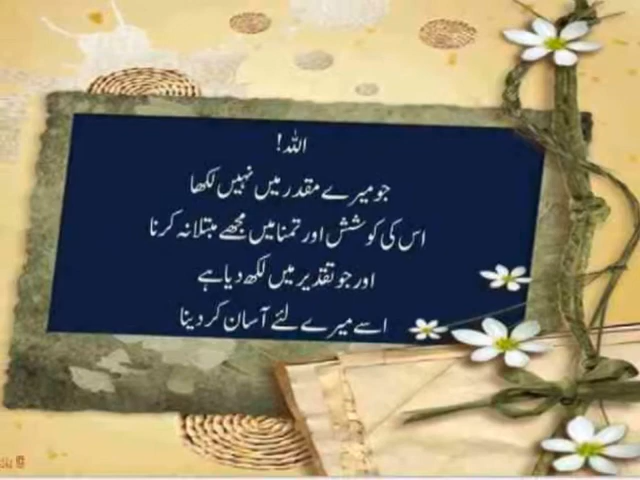 اللہ!
جو میرے مقدر میں نہیں لکھا
اس کی کوشش اور تمنا میں مجھے مبتلا نہ کرنا
اور جو تقدیر میں لکھ دیا ہے
اسے میرے لئے آسان کر دینا